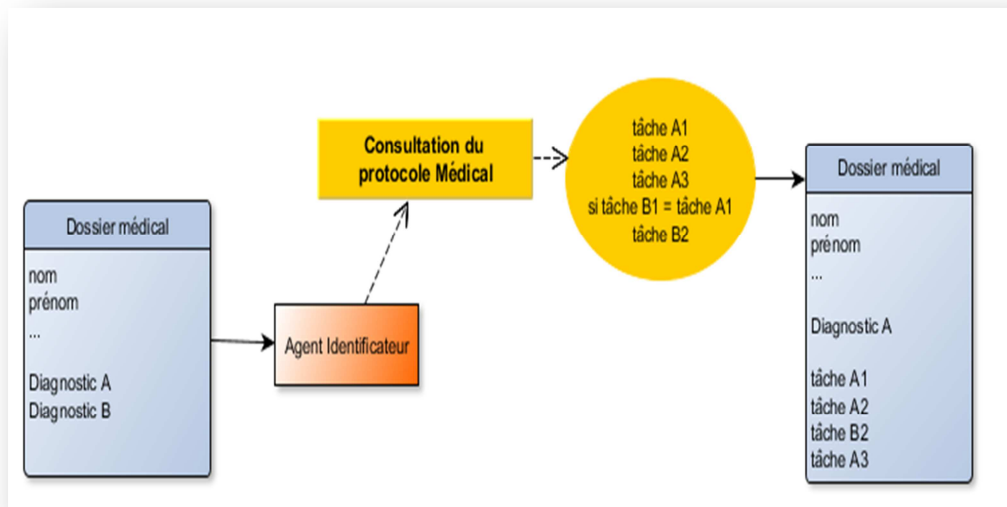 Dossier médical
nom
prénom
...
Diagnostic A
Diagnostic B
Agent Identificateur
Consultation du
protocole Médical
tâche A1
tâche A2
tâche A3
si tâche B1 = tâche A1
tâche B2
Dossier médical
nom
prénom
...
Diagnostic A
tâche A1
tâche A2
tâche B2
tâche A3